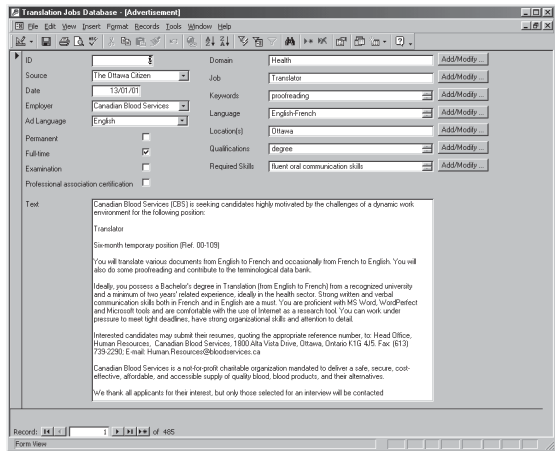 Translation Jobs Database - [Advertisement]
File Edit View Insert Format Records Tools Window Help
ID
Source The Ottawa Citizen
Date 13/01/01
Employer Canadian Blood Services
Ad Language English
Permanent
Full-time
Examination
Professional association certification
Domain Health Add/Modify ...
Job Translator Add/Modify ...
Keywords proofreading Add/Modify ...
Language English-French Add/Modify ...
Location(s) Ottawa Add/Modify ...
Qualifications degree Add/Modify ...
Required Skills fluent oral communication skills Add/Modify ...
Text
Canadian Blood Services (CBS) is seeking candidates highly motivated by the challenges of a dynamic work
environment for the following position:
Translator
Six-month temporary position (Ref. 00-109)
You will translate various documents from English to French and occasionally from French to English. You will
also do some proofreading and contribute to the terminological data bank.
Ideally, you possess a Bachelor's degree in Translation (from English to French) from a recognized university
and a minimum of two years' related experience, ideally in the health sector. Strong written and verbal
communication skills both in French and in English are a must. You are proficient with MS Word, WordPerfect
and Microsoft tools and are comfortable with the use of Internet as a research tool. You can work under
pressure to meet tight deadlines, have strong organizational skills and attention to detail.
Interested candidates may submit their resumes, quoting the appropriate reference number, to: Head Office,
Human Resources, Canadian Blood Services, 1800 Alta Vista Drive, Ottawa, Ontario K1G 4J5. Fax: (613)
739-2290; E-mail: Human.Resources@bloodservices.ca
Canadian Blood Services is a not-for-profit charitable organization mandated to deliver a safe, secure, cost-
effective, affordable, and accessible supply of quality blood, blood products, and their alternatives.
We thank all applicants for their interest, but only those selected for an interview will be contacted
Record: 1 of 485
Form View